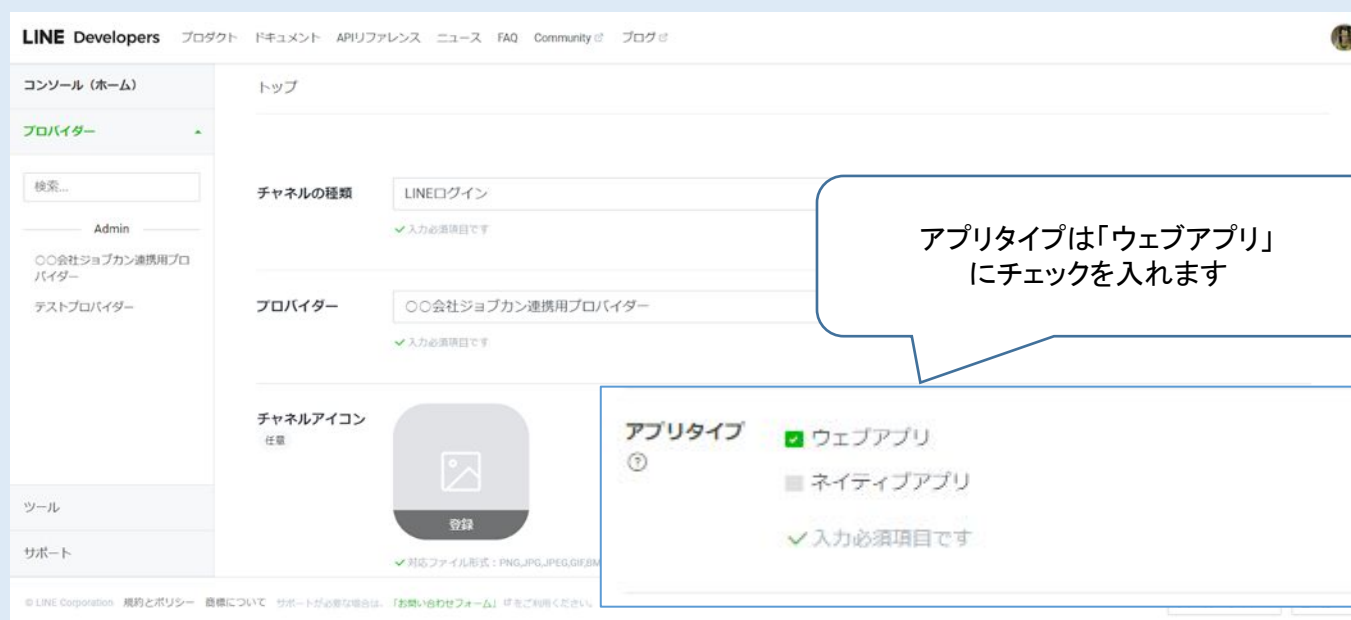 LINE Developers プロダクト ドキュメント APIリファレンス ニュース FAQ Community ブログ
コンソール（ホーム）
プロバイダー
検索...
Admin
○○会社ジョブカン連携用プロ
バイダー
テストプロバイダー
ツール
サポート
トップ
チャネルの種類
LINEログイン
入力必須項目です
プロバイダー
○○会社ジョブカン連携用プロバイダー
入力必須項目です
チャネルアイコン
任意
登録
対応ファイル形式：PNG,JPG,JPEG,GIF,BM
アプリタイプは「ウェブアプリ」
にチェックを入れます
アプリタイプ
?
ウェブアプリ
ネイティブアプリ
入力必須項目です
© LINE Corporation 規約とポリシー 商標について サポートが必要な場合は、「お問い合わせフォーム」をご利用ください。